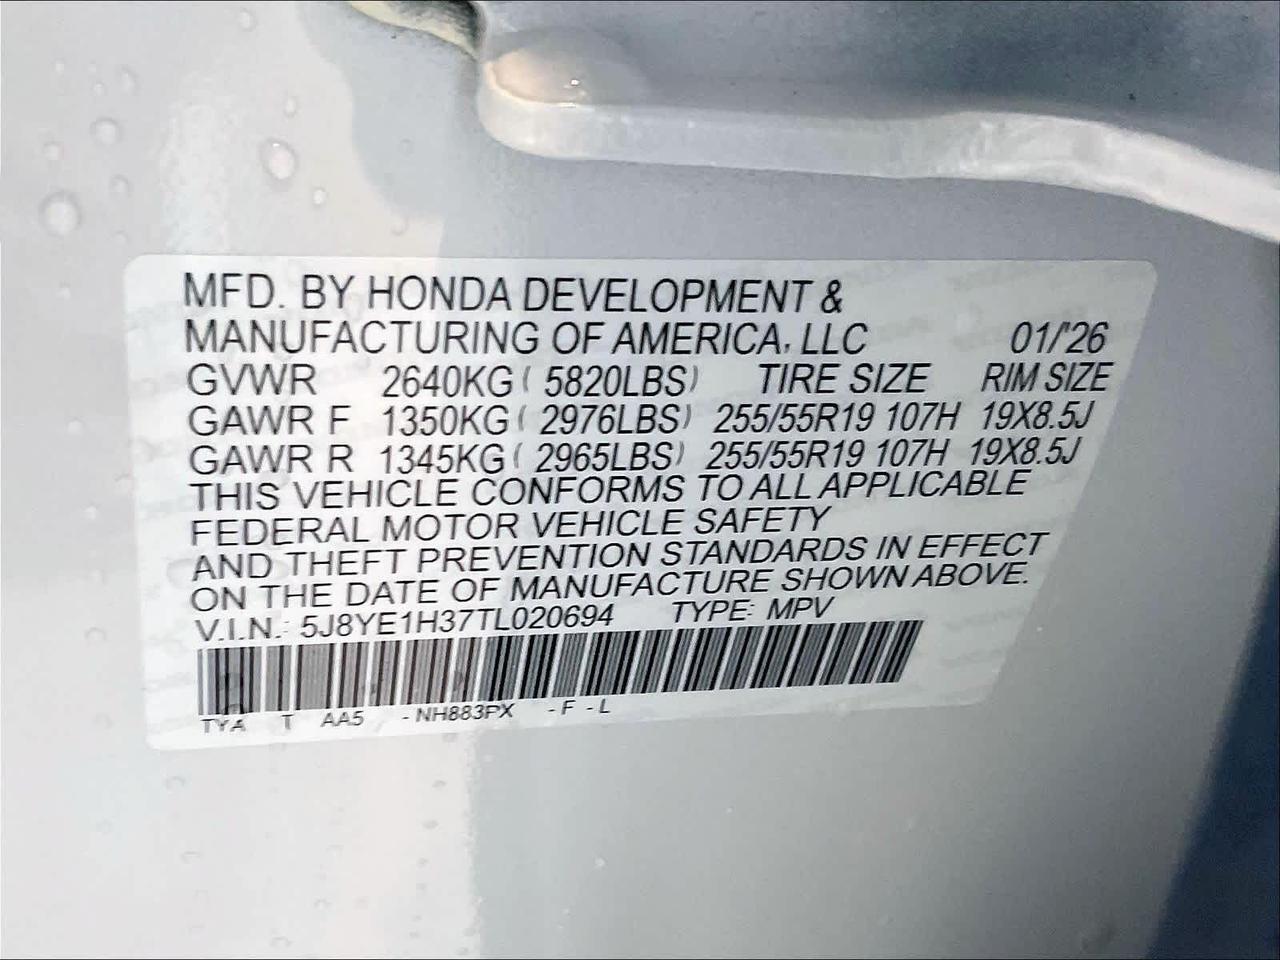 MFD. BY HONDA DEVELOPMENT &
MANUFACTURING OF AMERICA, LLC 01/'26
GVWR 2640KG ( 5820LBS) TIRE SIZE RIM SIZE
GAWR F 1350KG ( 2976LBS) 255/55R19 107H 19X8.5J
GAWR R 1345KG ( 2965LBS) 255/55R19 107H 19X8.5J
THIS VEHICLE CONFORMS TO ALL APPLICABLE
FEDERAL MOTOR VEHICLE SAFETY
AND THEFT PREVENTION STANDARDS IN EFFECT
ON THE DATE OF MANUFACTURE SHOWN ABOVE.
V.I.N.: 5J8YE1H37TL020694 TYPE: MPV
TYA T AA5 - NH883PX - F - L